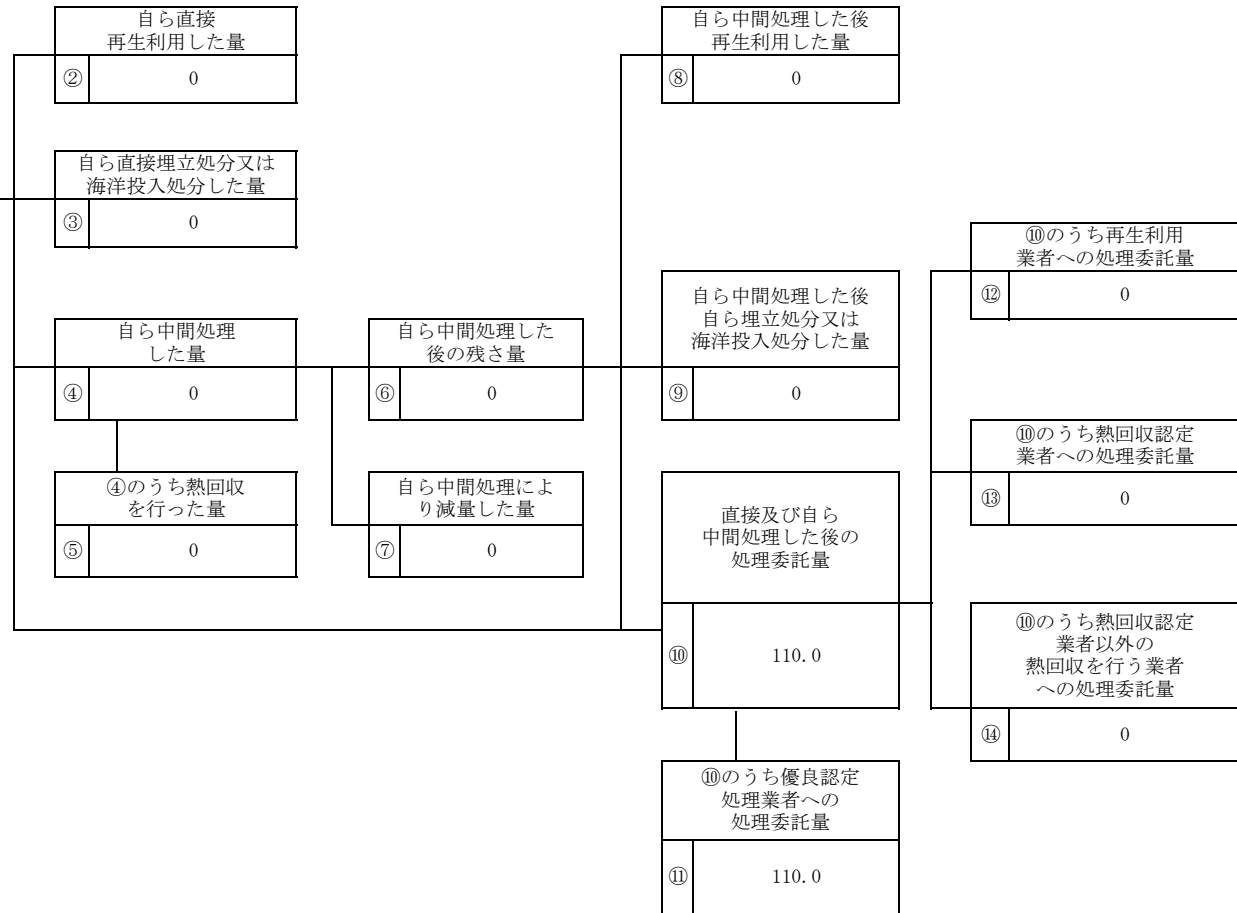 自ら直接
再生利用した量
② 0
自ら中間処理した後
再生利用した量
⑧ 0
自ら直接埋立処分又は
海洋投入処分した量
③ 0
⑩のうち再生利用
業者への処理委託量
⑫ 0
自ら中間処理
した量
④ 0
自ら中間処理した
後の残さ量
⑥ 0
自ら中間処理した後
自ら埋立処分又は
海洋投入処分した量
⑨ 0
⑩のうち熱回収認定
業者への処理委託量
⑬ 0
④のうち熱回収
を行った量
⑤ 0
自ら中間処理によ
り減量した量
⑦ 0
直接及び自ら
中間処理した後の
処理委託量
⑩ 110.0
⑩のうち熱回収認定
業者以外の
熱回収を行う業者
への処理委託量
⑭ 0
⑩のうち優良認定
処理業者への
処理委託量
⑪ 110.0